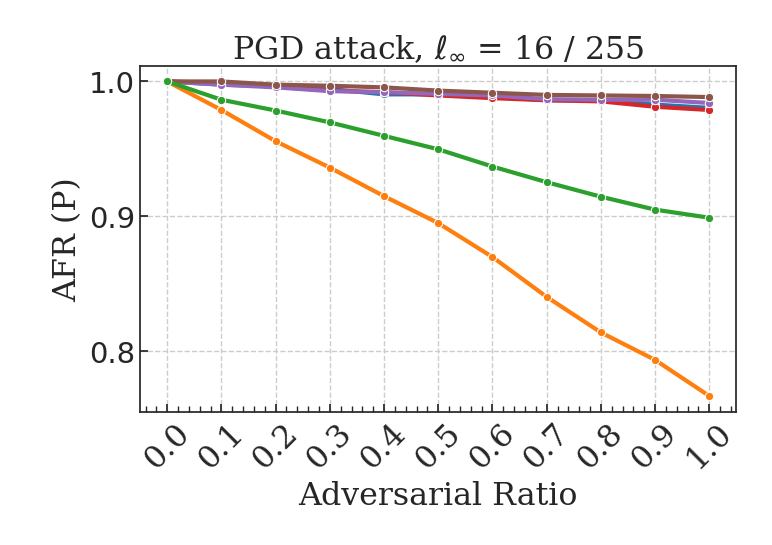 PGD attack, ℓ∞ = 16 / 255
AFR (P)
1.0
0.9
0.8
0.0 0.1 0.2 0.3 0.4 0.5 0.6 0.7 0.8 0.9 1.0
Adversarial Ratio